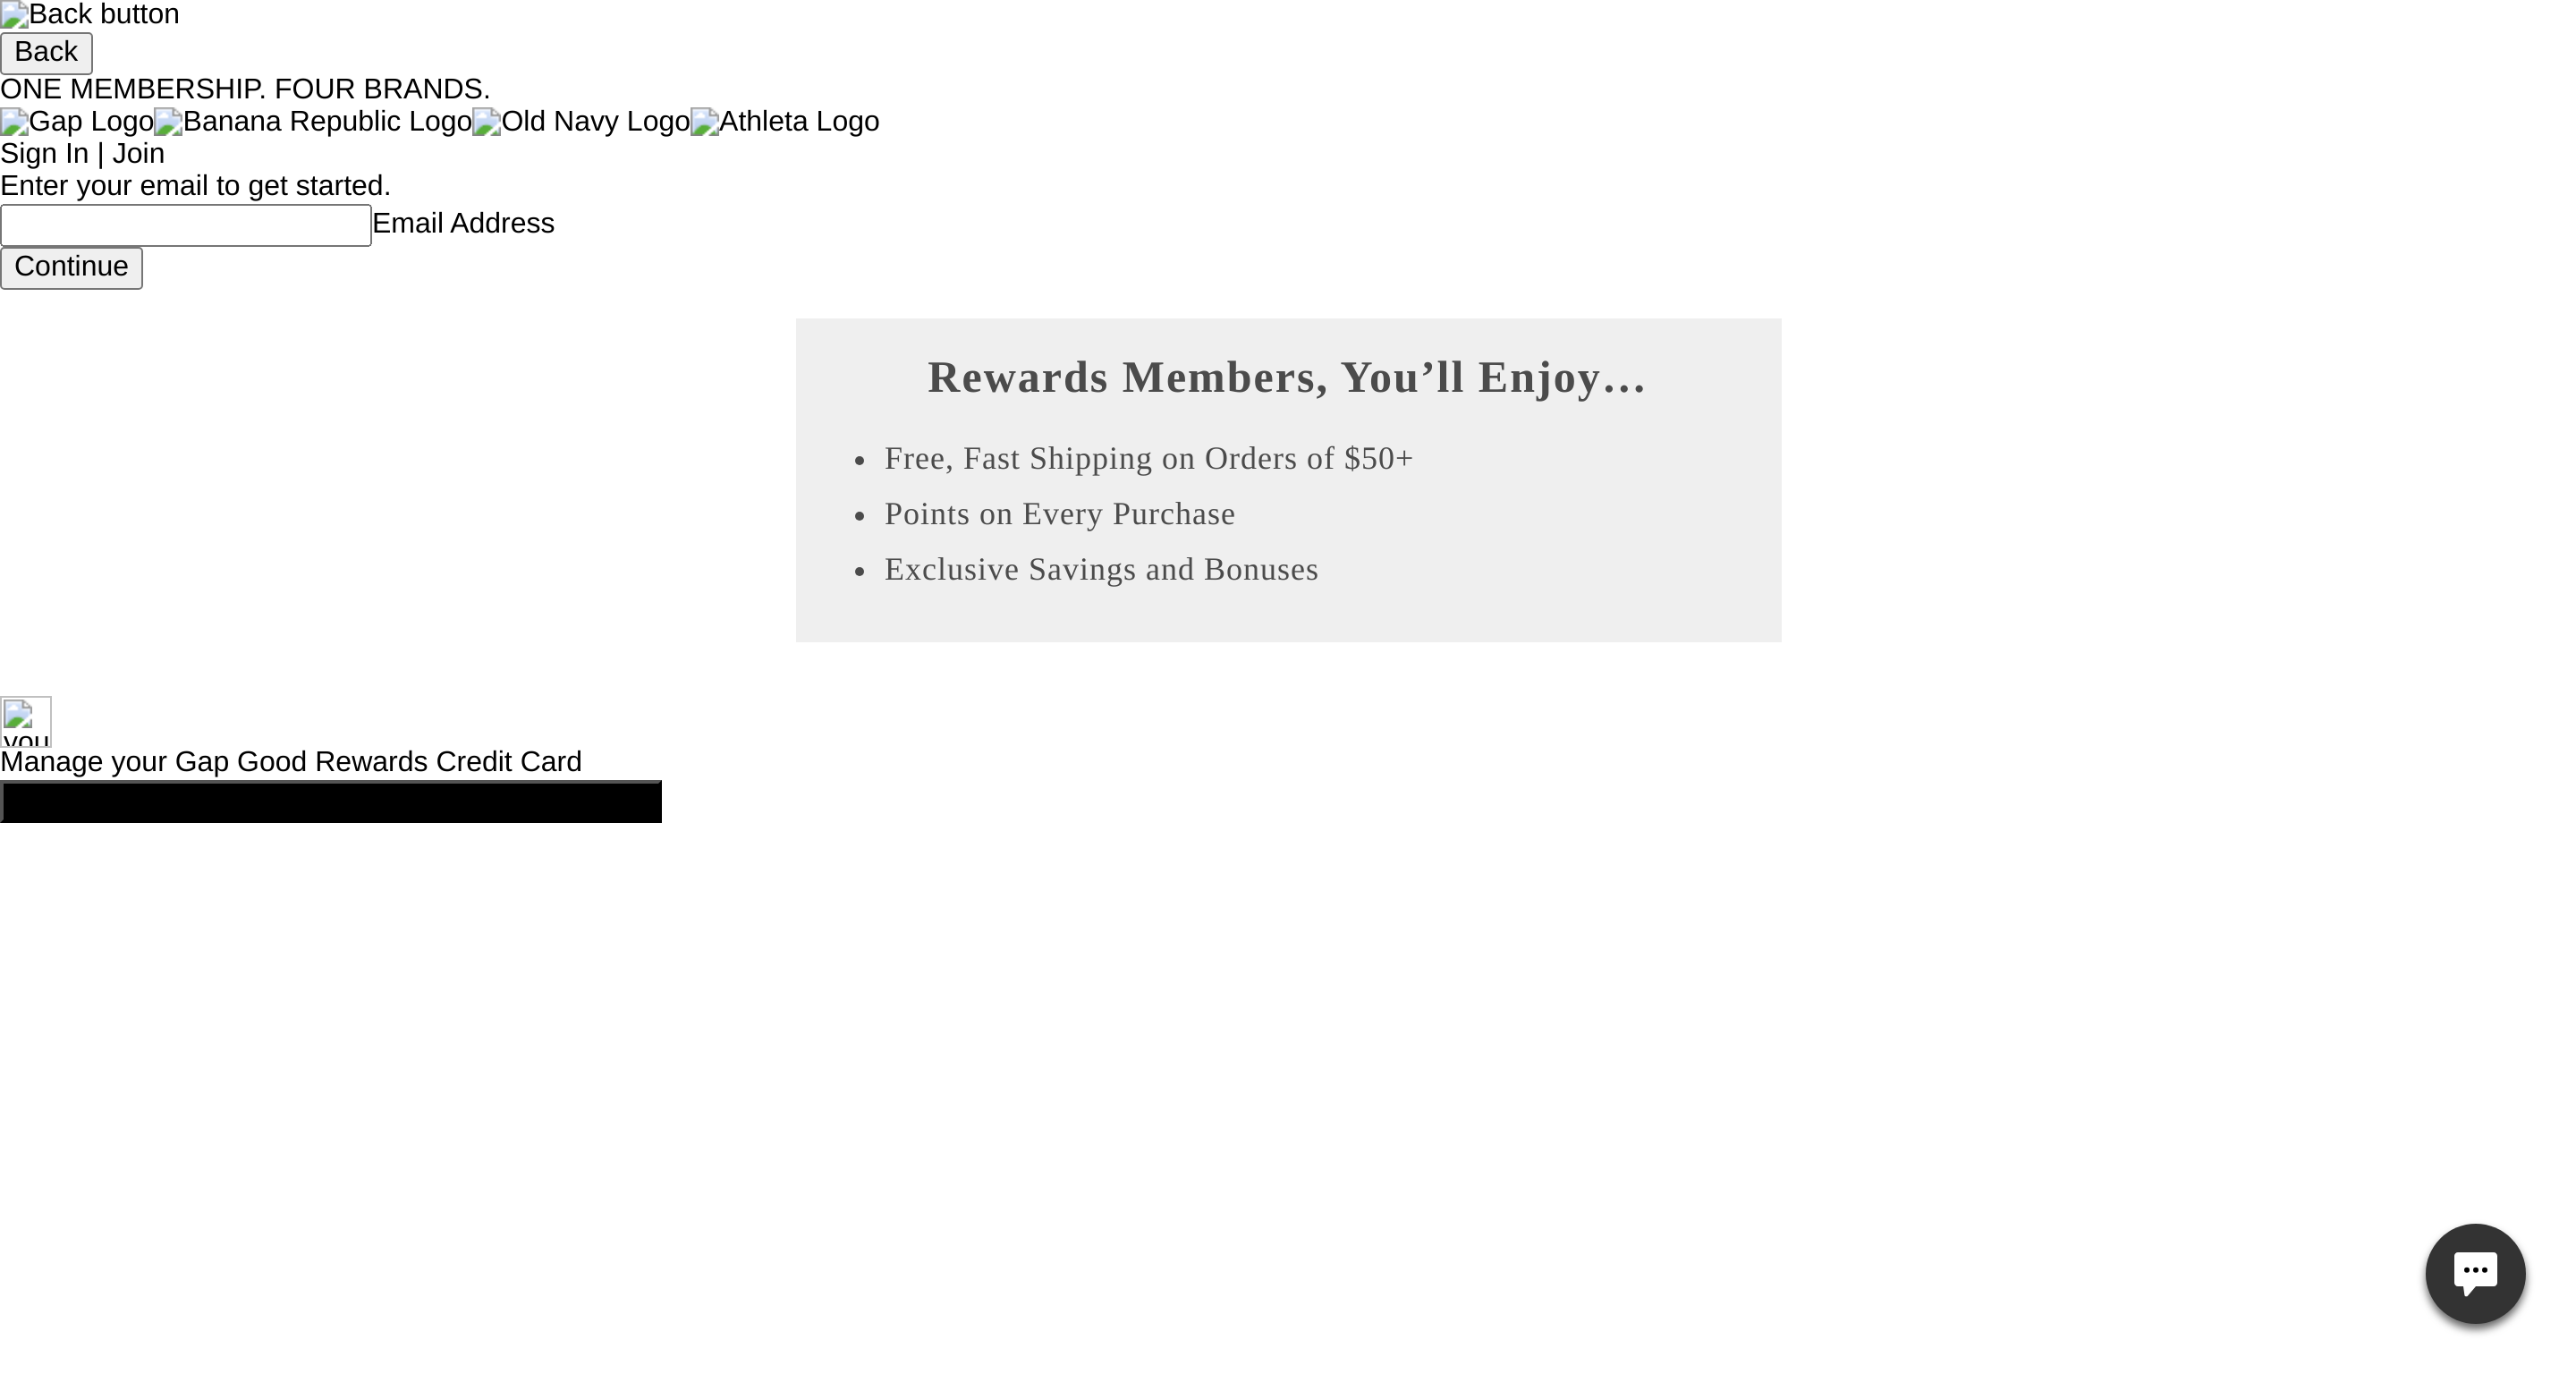 Back button
Back
ONE MEMBERSHIP. FOUR BRANDS.
Gap Logo Banana Republic Logo Old Navy Logo Athleta Logo
Sign In | Join
Enter your email to get started.
Email Address
Continue
Rewards Members, You’ll Enjoy…
Free, Fast Shipping on Orders of $50+
Points on Every Purchase
Exclusive Savings and Bonuses
you
Manage your Gap Good Rewards Credit Card